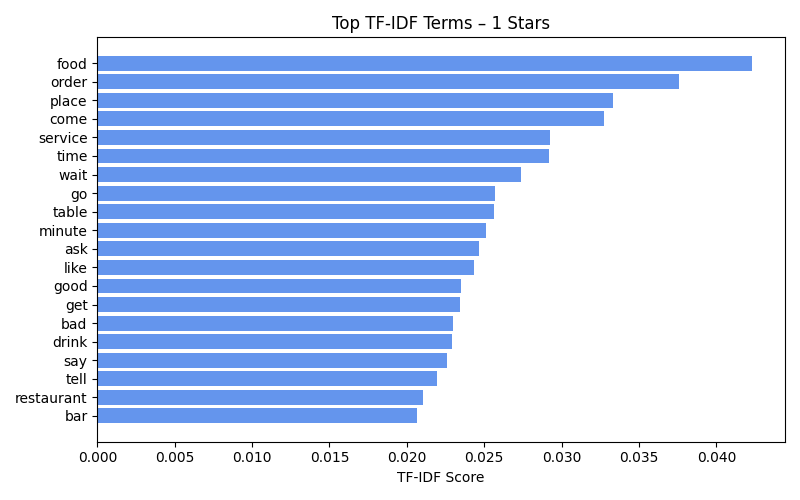 Top TF-IDF Terms – 1 Stars
food
order
place
come
service
time
wait
go
table
minute
ask
like
good
get
bad
drink
say
tell
restaurant
bar
0.000 0.005 0.010 0.015 0.020 0.025 0.030 0.035 0.040
TF-IDF Score